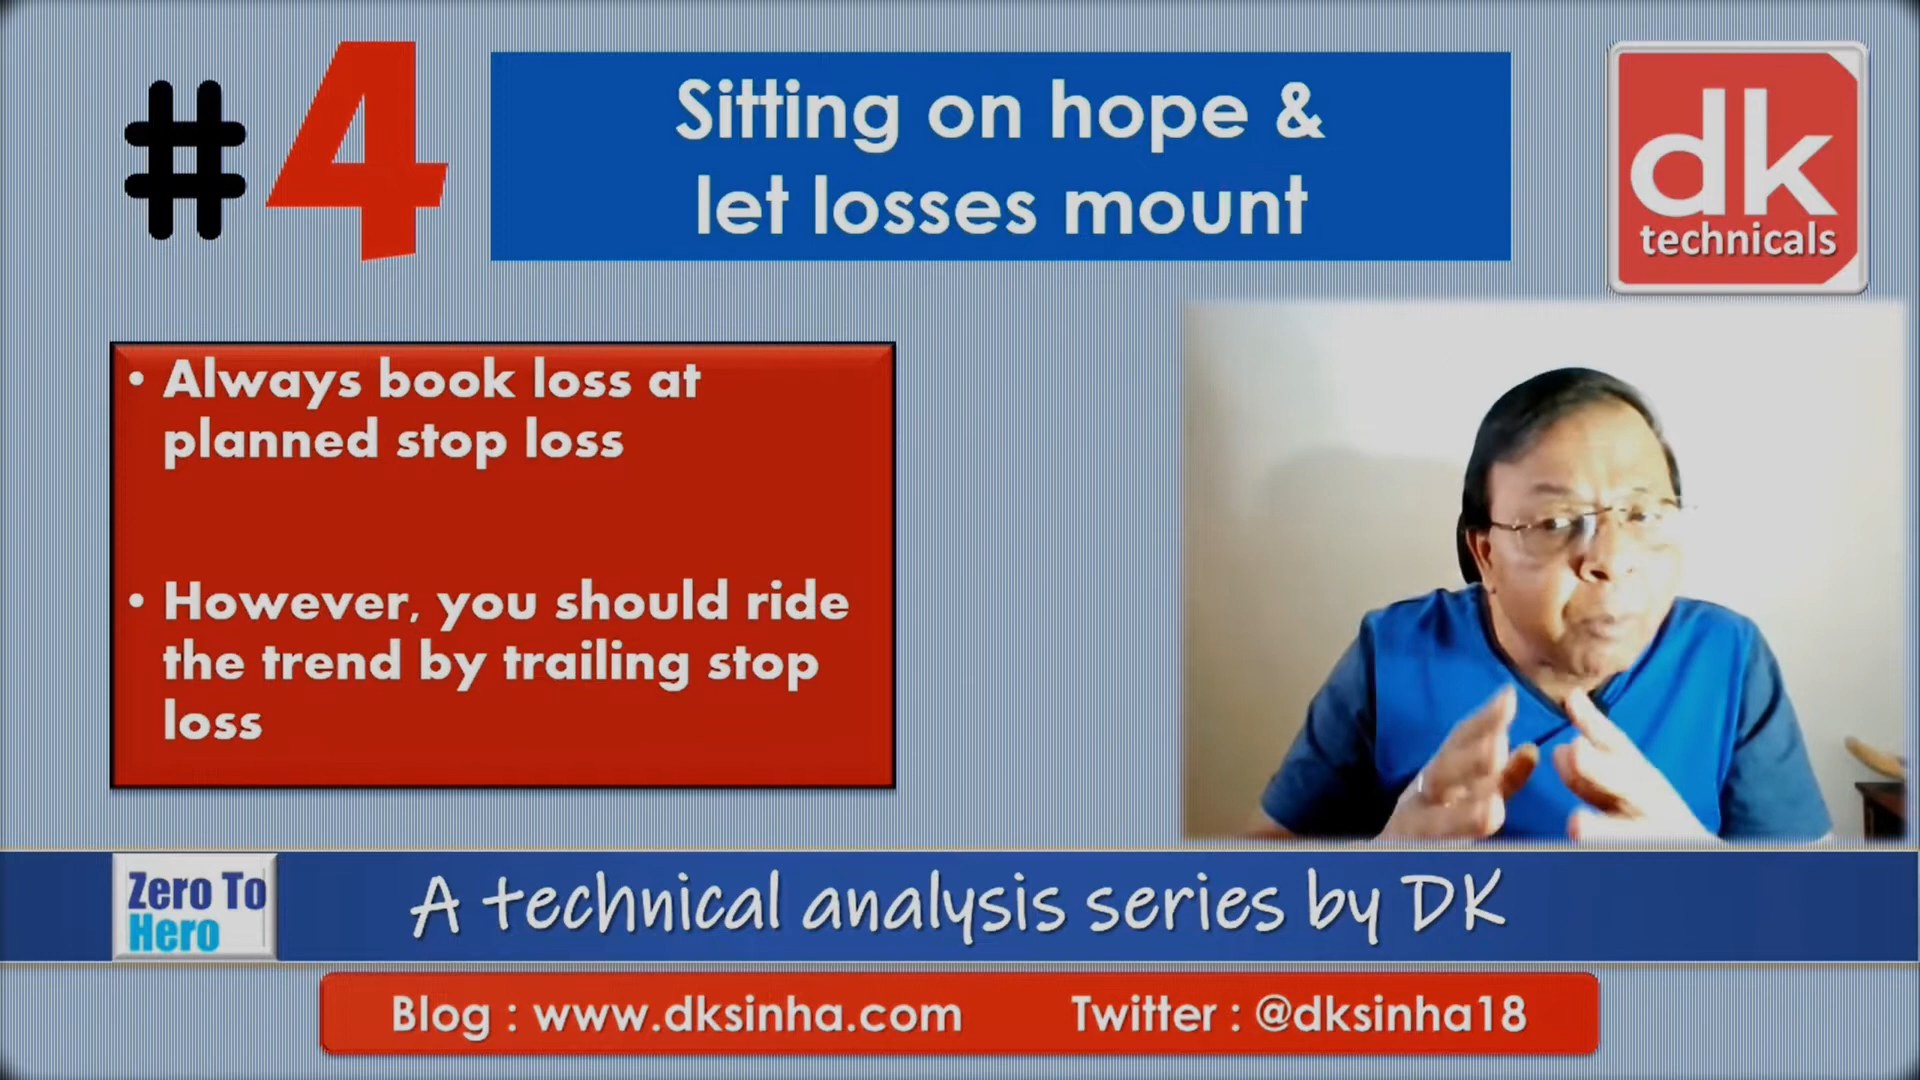 #4
Sitting on hope &
let losses mount
dk
technicals
• Always book loss at
planned stop loss
• However, you should ride
the trend by trailing stop
loss
Zero To
Hero
A technical analysis series by DK
Blog : www.dksinha.com
Twitter : @dksinha18